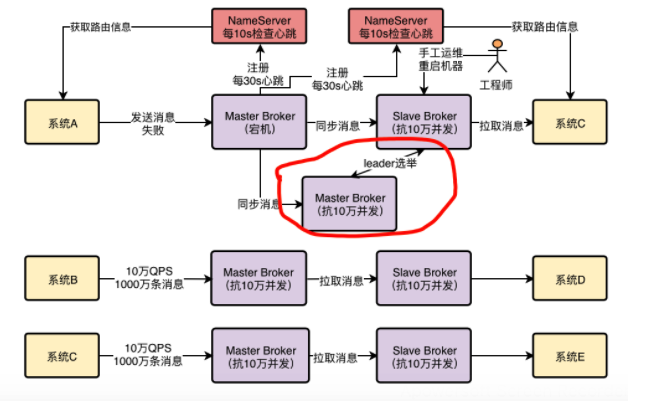 NameServer
每10s检查心跳
NameServer
每10s检查心跳
获取路由信息
获取路由信息
注册
每30s心跳
注册
每30s心跳
手工运维
重启机器
工程师
系统A
发送消息
失败
Master Broker
(宕机)
同步消息
Slave Broker
(抗10万并发)
拉取消息
系统C
leader选举
同步消息
Master Broker
(抗10万并发)
系统B
10万QPS
1000万条消息
Master Broker
(抗10万并发)
拉取消息
Slave Broker
(抗10万并发)
系统D
系统C
10万QPS
1000万条消息
Master Broker
(抗10万并发)
拉取消息
Slave Broker
(抗10万并发)
系统E